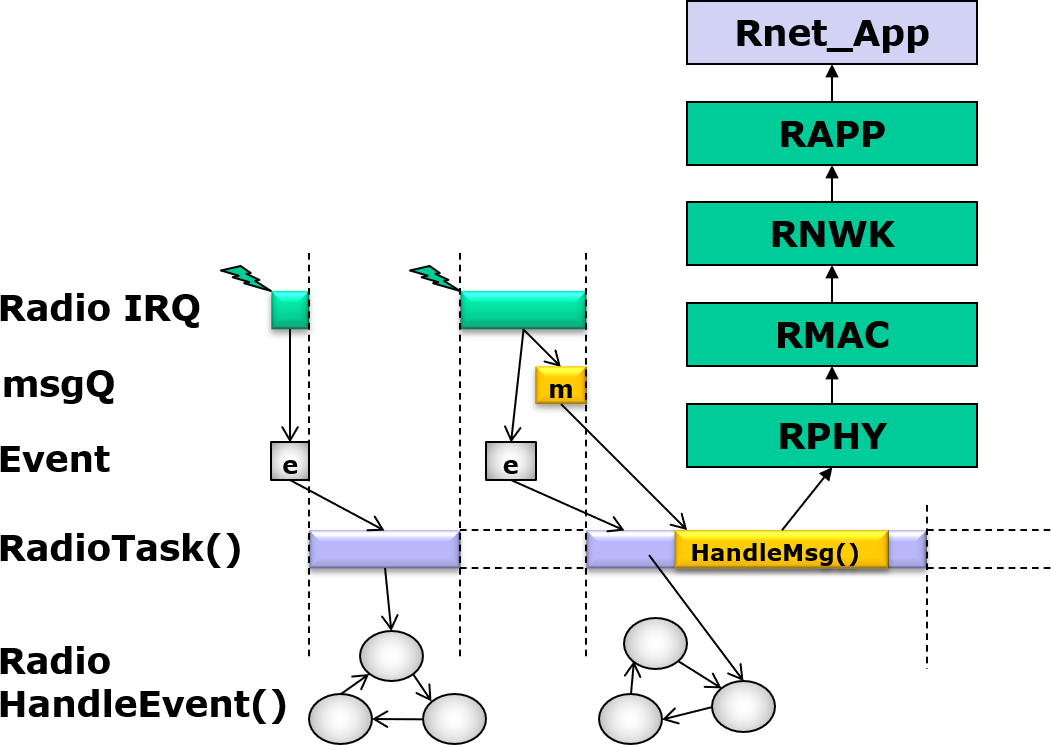 Rnet_App
RAPP
RNWK
Radio IRQ
RMAC
msgQ
m
RPHY
Event
e
e
RadioTask()
HandleMsg()
Radio
HandleEvent()